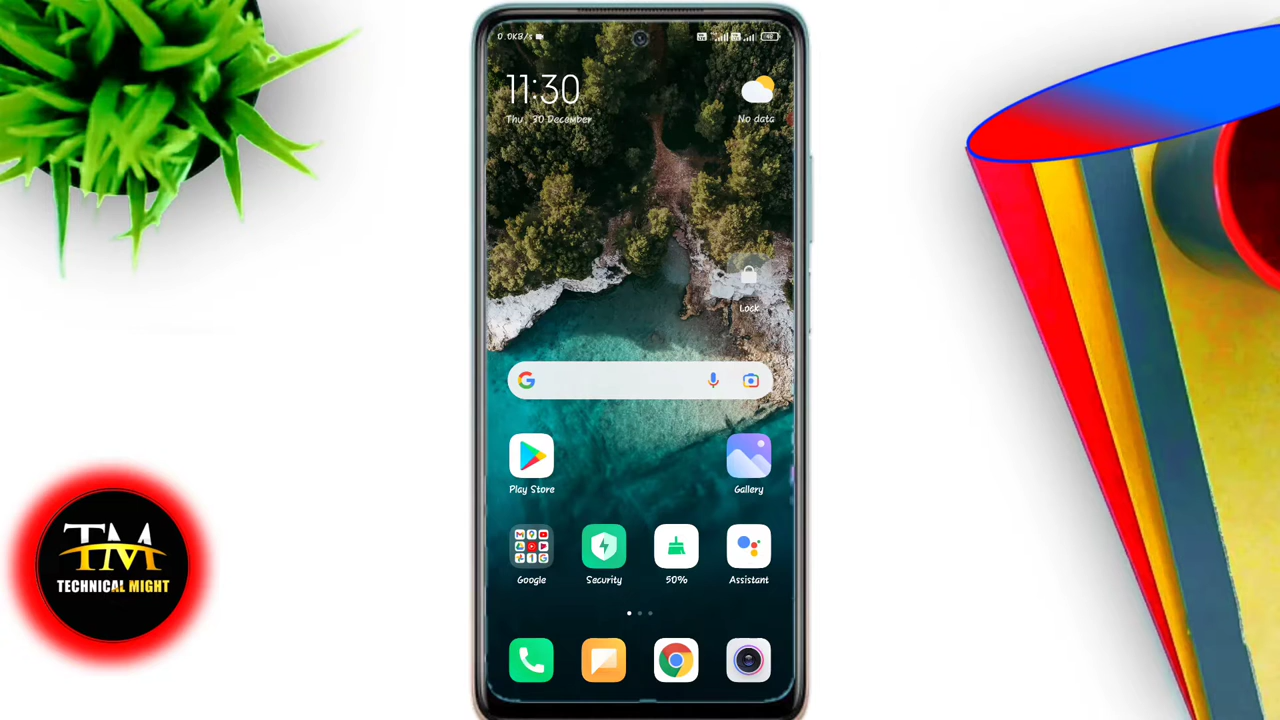 0.0KB/s
11:30
Thu, 30 December
No data
Lock
Play Store
Gallery
Google
Security
50%
Assistant
TM
TECHNICAL MIGHT